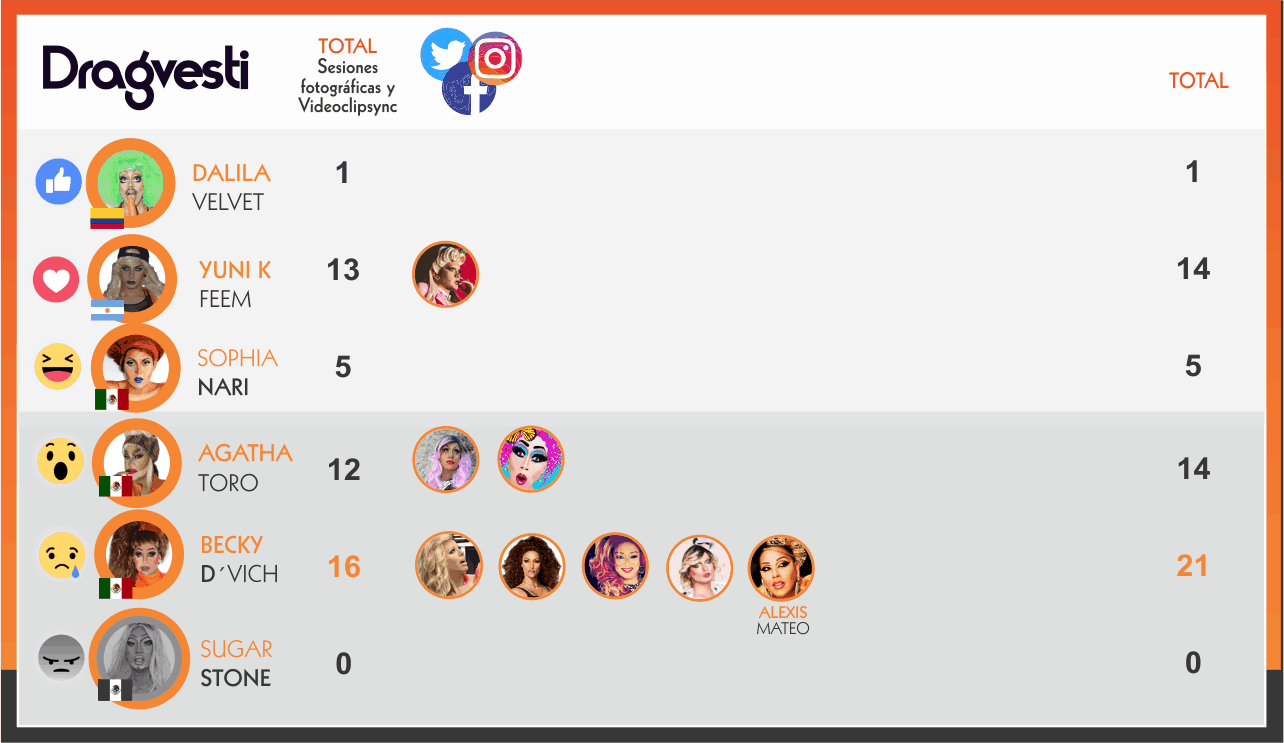 Dragvesti
TOTAL
Sesiones
fotográficas y
Videoclipsync
TOTAL
DALILA
VELVET
1
1
YUNI K
FEEM
13
14
SOPHIA
NARI
5
5
AGATHA
TORO
12
14
BECKY
D´VICH
16
21
ALEXIS
MATEO
SUGAR
STONE
0
0